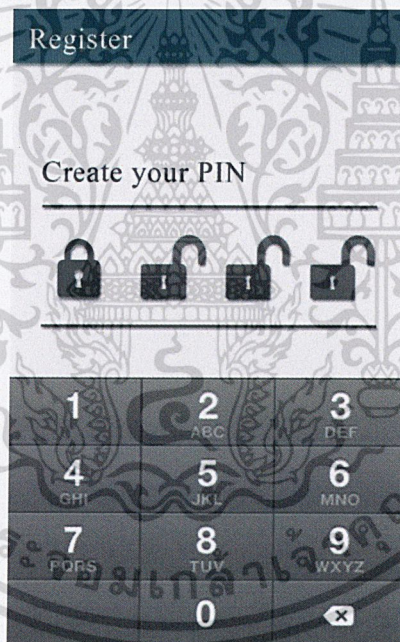 Register
Create your PIN
1 2 3
ABC DEF
4 5 6
GHI JKL MNO
7 8 9
PQRS TUV WXYZ
0